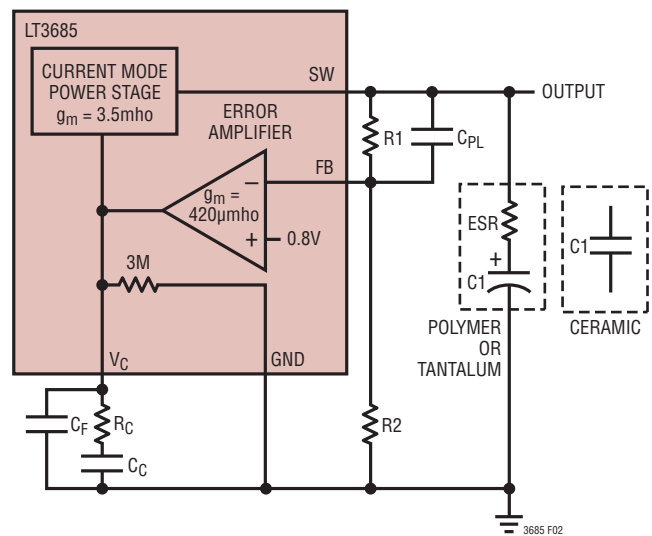 LT3685
CURRENT MODE
POWER STAGE
gm = 3.5mho
SW
OUTPUT
ERROR
AMPLIFIER
R1
CPL
FB
–
gm =
420µmho
+
0.8V
ESR
+
C1
C1
3M
POLYMER
OR
TANTALUM
CERAMIC
VC
GND
CF
RC
R2
CC
3685 F02